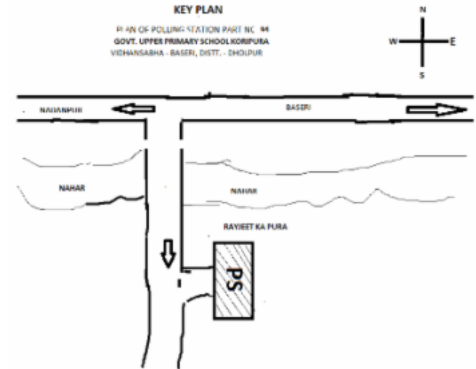 KEY PLAN
PLAN OF POLLING STATION PART NO 94
GOVT. UPPER PRIMARY SCHOOL KORIPURA
VIDHANSABHA - BASERI, DISTT. - DHOLPUR
N
W E
S
NADANPUR BASERI
NAHAR NAHAR
RAYJEET KA PURA
PS